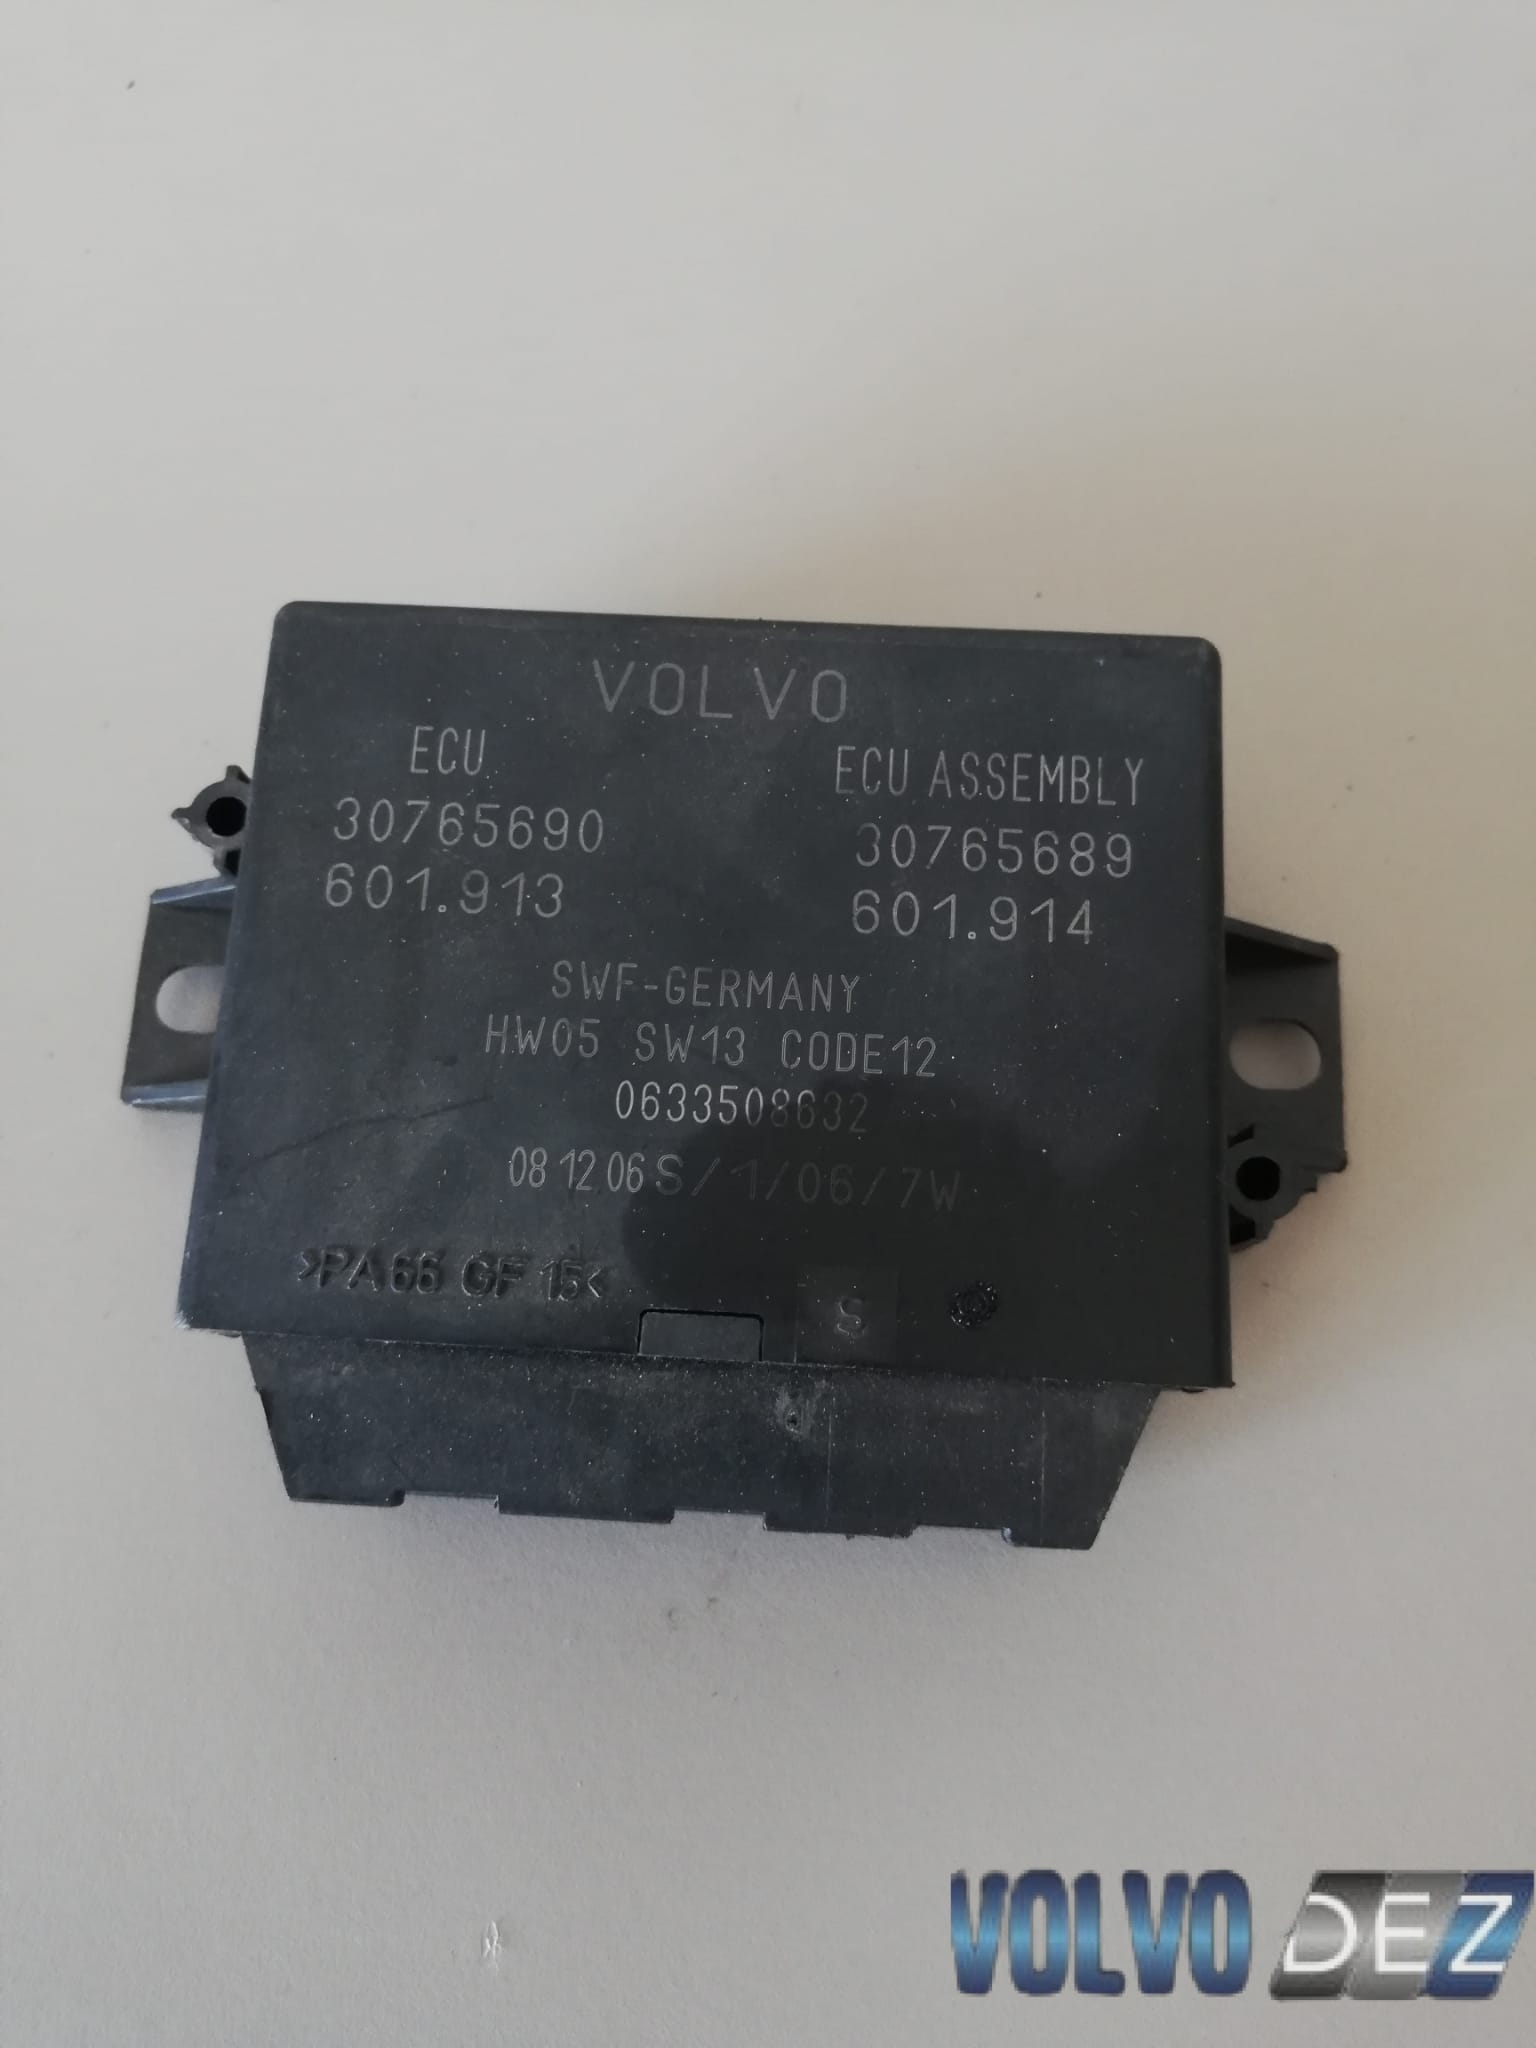 VOLVO
ECU
30765690
601.913
ECU ASSEMBLY
30765689
601.914
SWF-GERMANY
HW05 SW13 CODE12
0633508632
08 12 06 S/1/06/7W
>PA66 GF 15<
S
VOLVO DEZ